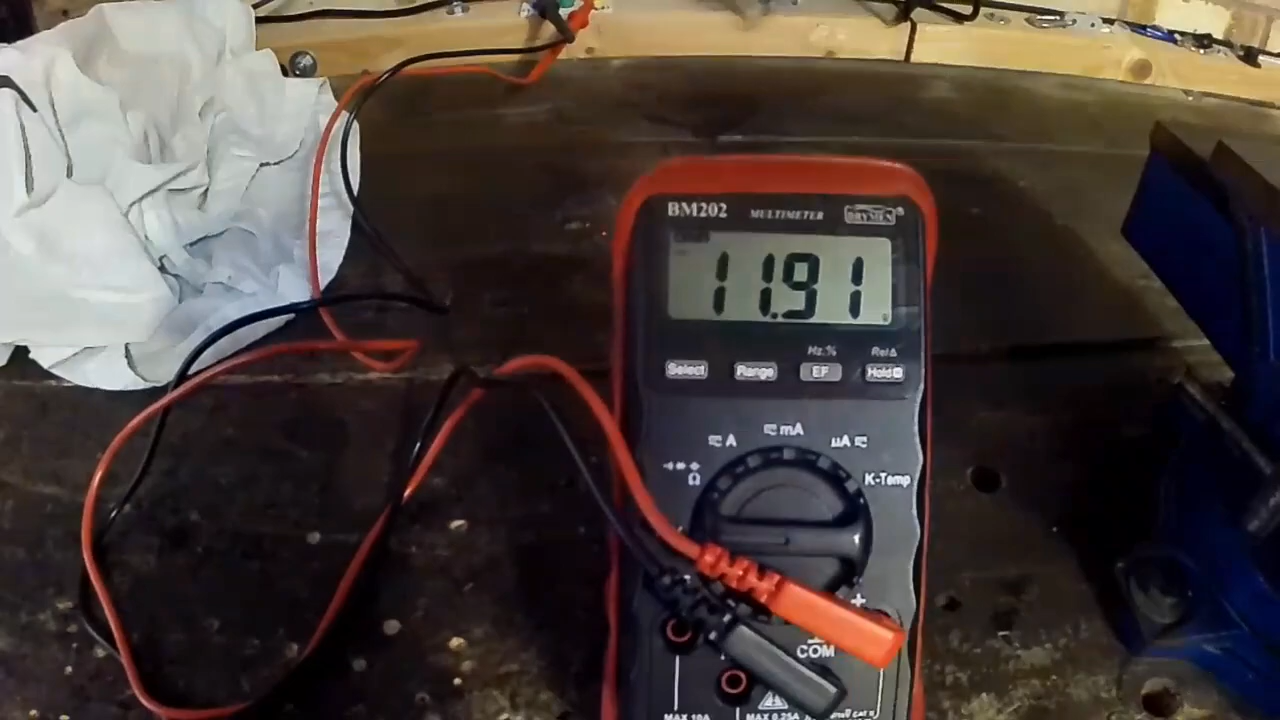 BM202 MULTIMETER BRYMEN®
11.91
Hz,% Rel∆
Select Range EF Hold
A mA µA
Ω K-Temp
+
COM
MAX 10A MAX 0.25A